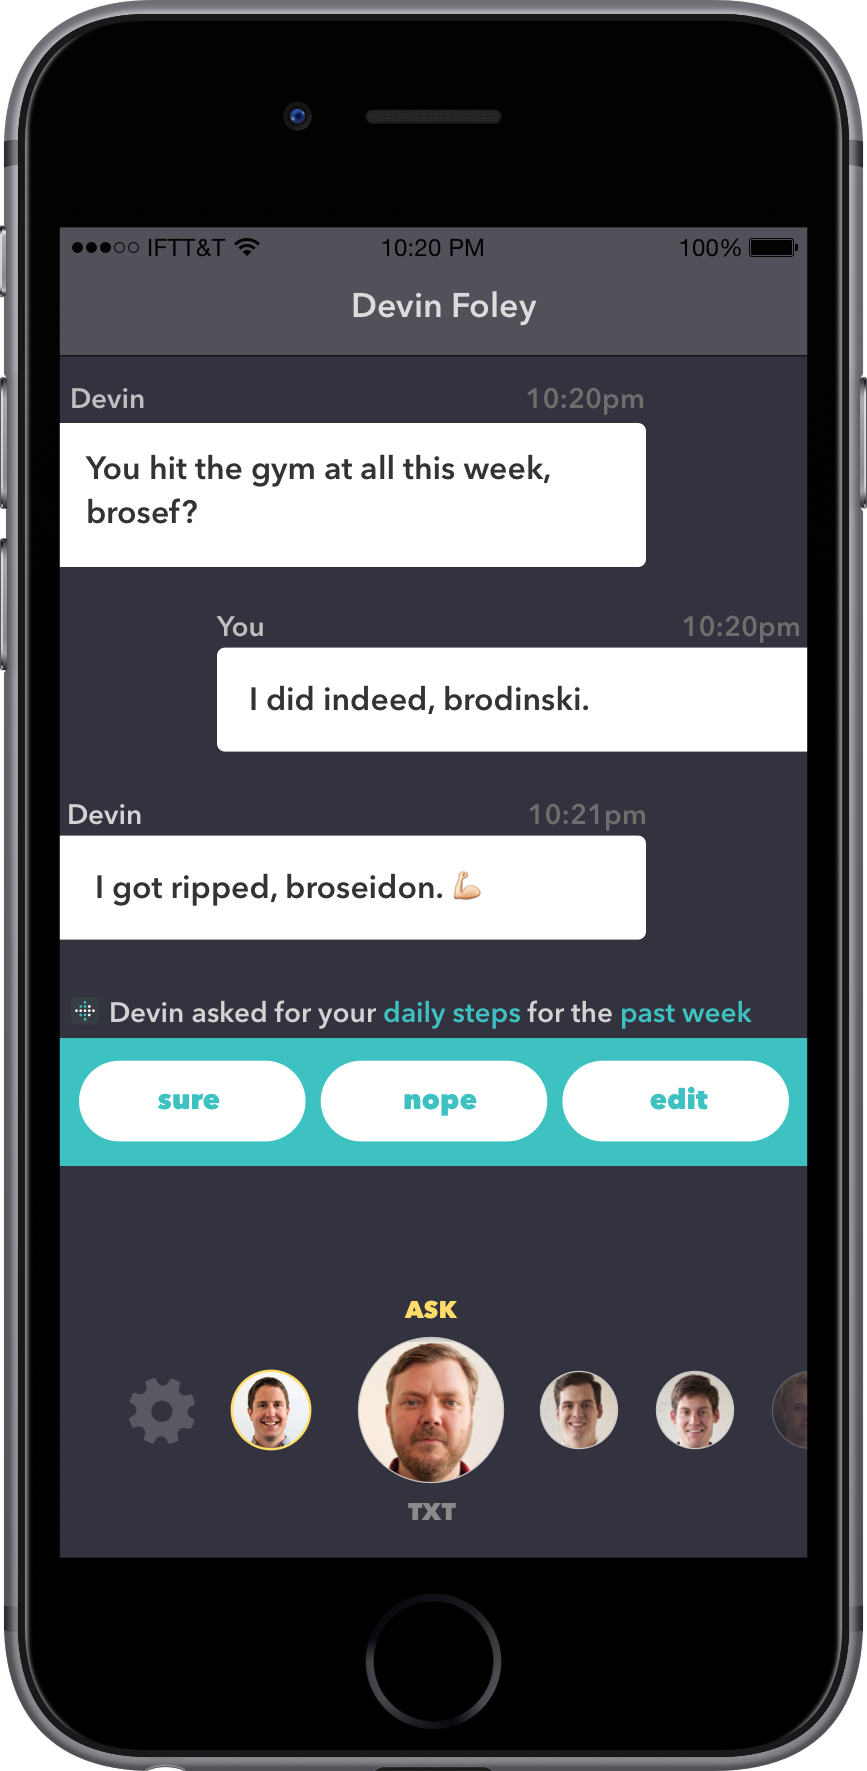 IFTT&T 10:20 PM 100%
Devin Foley
Devin 10:20pm
You hit the gym at all this week,
brosef?
You 10:20pm
I did indeed, brodinski.
Devin 10:21pm
I got ripped, broseidon. 💪🏻
Devin asked for your daily steps for the past week
sure nope edit
ASK
TXT